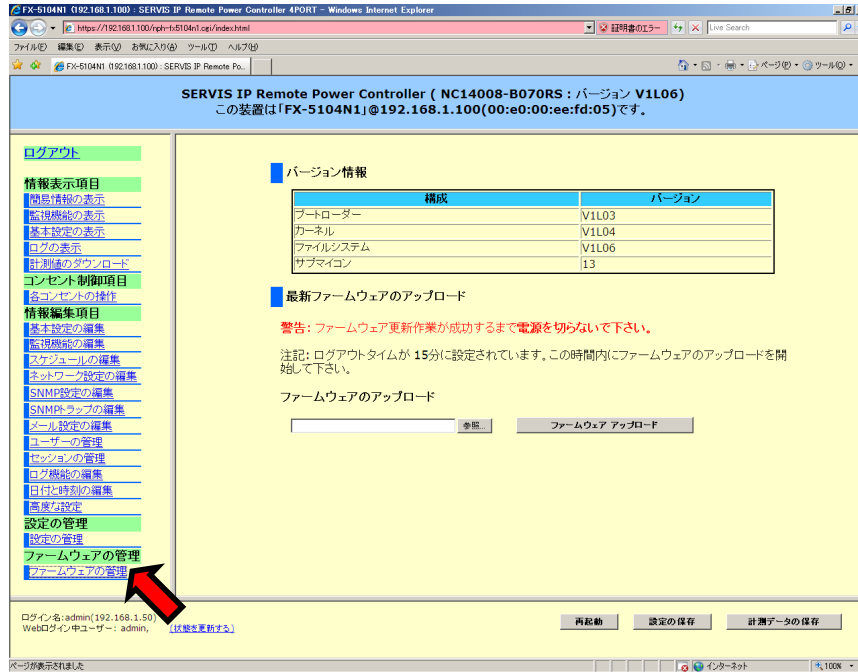 FX-5104N1 (192.168.1.100) : SERVIS IP Remote Power Controller 4PORT - Windows Internet Explorer
https://192.168.1.100/nph-fx5104n1.cgi/index.html
証明書のエラー
Live Search
ファイル(F) 編集(E) 表示(V) お気に入り(A) ツール(T) ヘルプ(H)
FX-5104N1 (192.168.1.100) : SERVIS IP Remote Po...
ページ(P)
ツール(O)
SERVIS IP Remote Power Controller ( NC14008-B070RS : バージョン V1L06)
この装置は「FX-5104N1」@192.168.1.100(00:e0:00:ee:fd:05)です。
ログアウト
情報表示項目
簡易情報の表示
監視機能の表示
基本設定の表示
ログの表示
計測値のダウンロード
コンセント制御項目
各コンセントの操作
情報編集項目
基本設定の編集
監視機能の編集
スケジュールの編集
ネットワーク設定の編集
SNMP設定の編集
SNMPトラップの編集
メール設定の編集
ユーザーの管理
セッションの管理
ログ機能の編集
日付と時刻の編集
高度な設定
設定の管理
設定の管理
ファームウェアの管理
ファームウェアの管理
バージョン情報
構成 バージョン
ブートローダー V1L03
カーネル V1L04
ファイルシステム V1L06
サブマイコン 13
最新ファームウェアのアップロード
警告: ファームウェア更新作業が成功するまで電源を切らないで下さい。
注記: ログアウトタイムが 15分に設定されています。この時間内にファームウェアのアップロードを開
始して下さい。
ファームウェアのアップロード
参照...
ファームウェア アップロード
ログイン名:admin(192.168.1.50)
Webログイン中ユーザー: admin, (状態を更新する)
再起動
設定の保存
計測データの保存
ページが表示されました
インターネット
100%